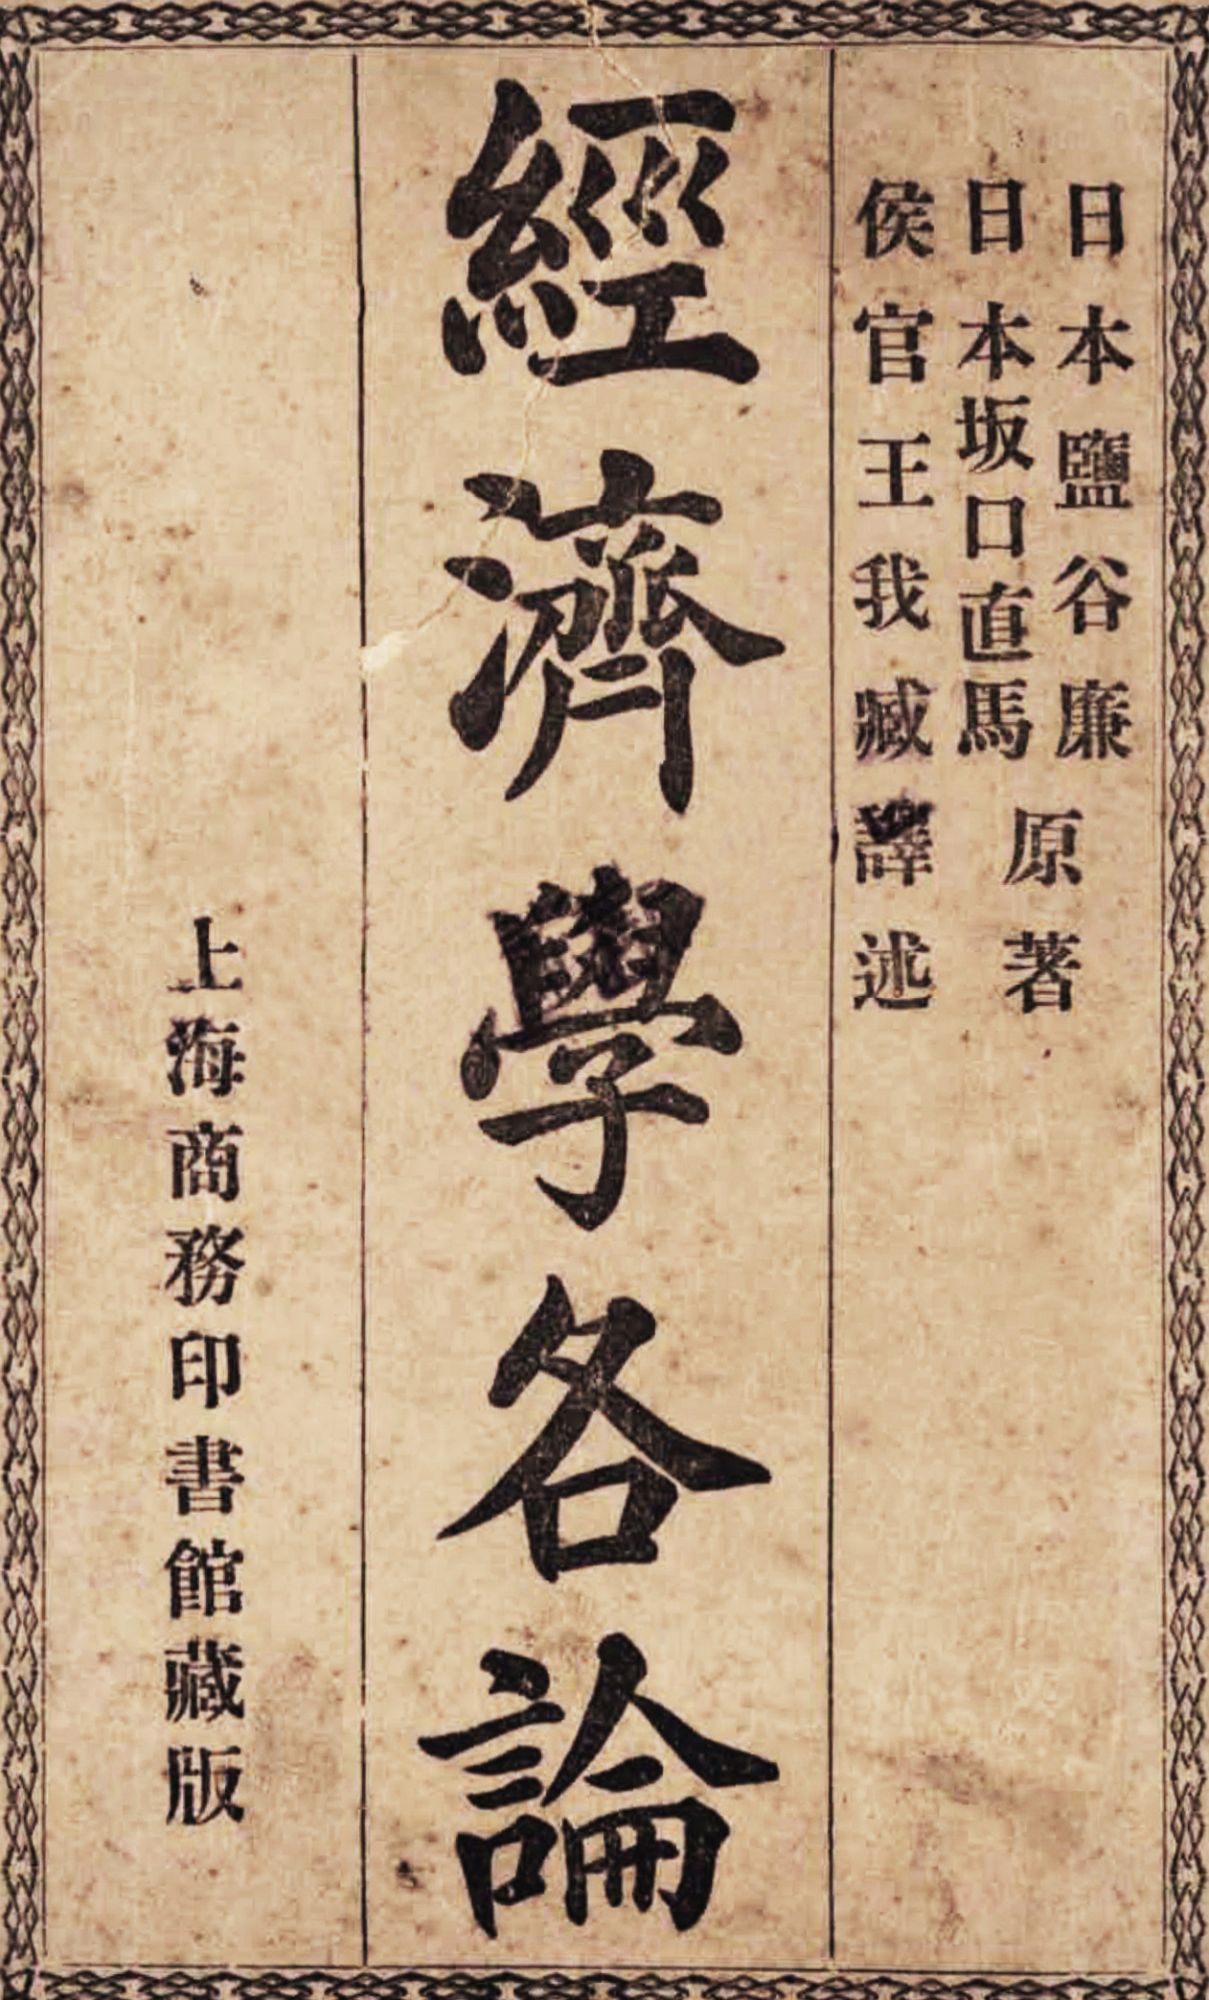 日本鹽谷廉
日本坂口直馬
原著
侯官王我臧譯述
經濟學各論
上海商務印書館藏版